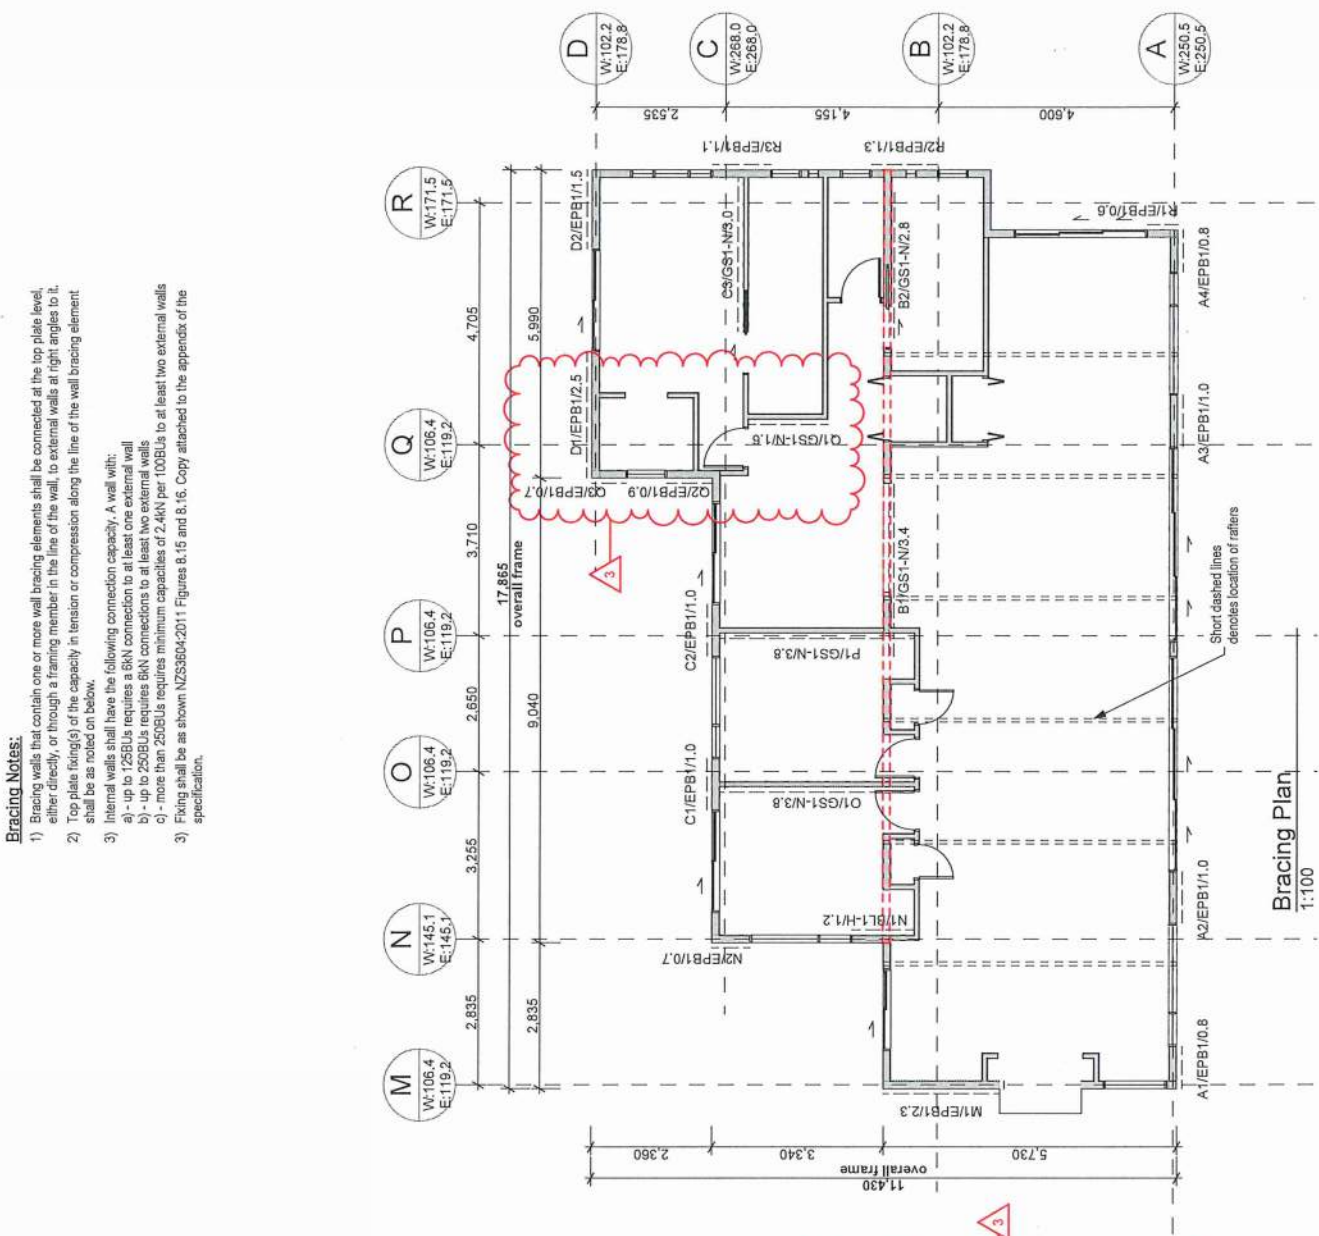 Bracing Notes:
1) Bracing walls that contain one or more wall bracing elements shall be connected at the top plate level,
either directly, or through a framing member in the line of the wall, to external walls at right angles to it.
2) Top plate fixing(s) of the capacity in tension or compression along the line of the wall bracing element
shall be as noted on below.
3) Internal walls shall have the following connection capacity. A wall with:
a) - up to 125BUs requires a 6kN connection to at least one external wall
b) - up to 250BUs requires 6kN connections to at least two external walls
c) - more than 250BUs requires minimum capacities of 2.4kN per 100BUs to at least two external walls
3) Fixing shall be as shown NZS3604:2011 Figures 8.15 and 8.16. Copy attached to the appendix of the
specification.
M
W:106.4
E:119.2
N
W:145.1
E:145.1
O
W:106.4
E:119.2
P
W:106.4
E:119.2
Q
W:106.4
E:119.2
R
W:171.5
E:171.5
2,835
3,255
2,650
3,710
4,705
17,865
overall frame
2,835
9,040
5,990
D
W:102.2
E:178.8
C
W:268.0
E:268.0
B
W:102.2
E:178.8
A
W:250.5
E:250.5
2,535
4,155
4,600
2,360
3,340
5,730
11,430
overall frame
D1/EPB1/2.5
D2/EPB1/1.5
Q3/EPB1/0.7
Q2/EPB1/0.9
Q1/GS1-N/1.6
C1/EPB1/1.0
C2/EPB1/1.0
C3/GS1-N/3.0
R3/EPB1/1.1
R2/EPB1/1.3
R1/EPB1/0.6
N2/EPB1/0.7
N1/BL1-H/1.2
O1/GS1-N/3.8
P1/GS1-N/3.8
B1/GS1-N/3.4
B2/GS1-N/2.8
M1/EPB1/2.3
A1/EPB1/0.8
A2/EPB1/1.0
A3/EPB1/1.0
A4/EPB1/0.8
3
3
Short dashed lines
denotes location of rafters
Bracing Plan
1:100